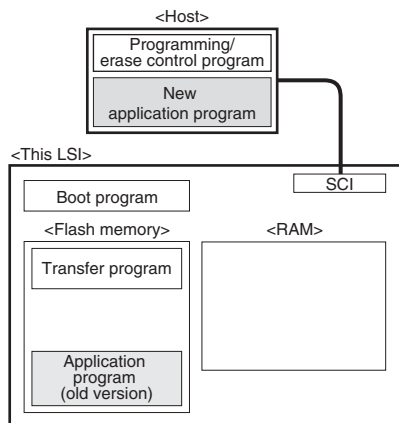 <Host>
Programming/
erase control program
New
application program
<This LSI>
SCI
Boot program
<Flash memory>
<RAM>
Transfer program
Application
program
(old version)